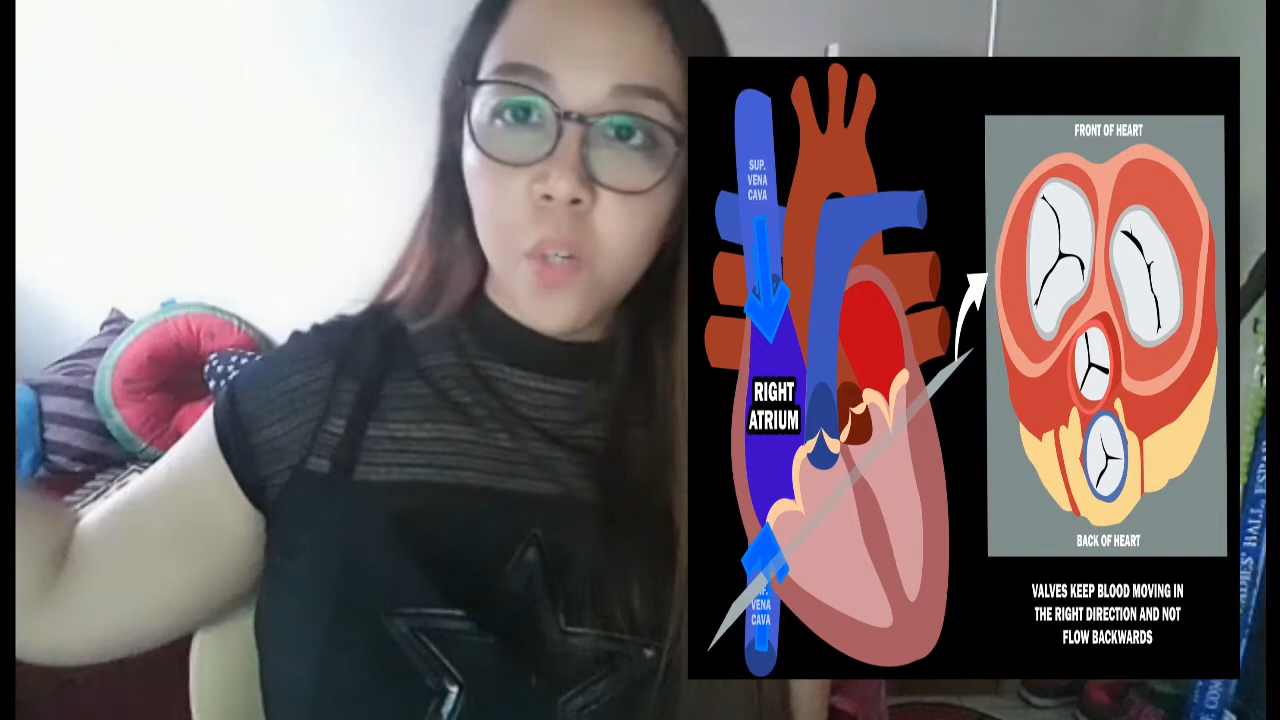 SUP.
VENA
CAVA
RIGHT
ATRIUM
VENA
CAVA
FRONT OF HEART
BACK OF HEART
VALVES KEEP BLOOD MOVING IN
THE RIGHT DIRECTION AND NOT
FLOW BACKWARDS
BALL